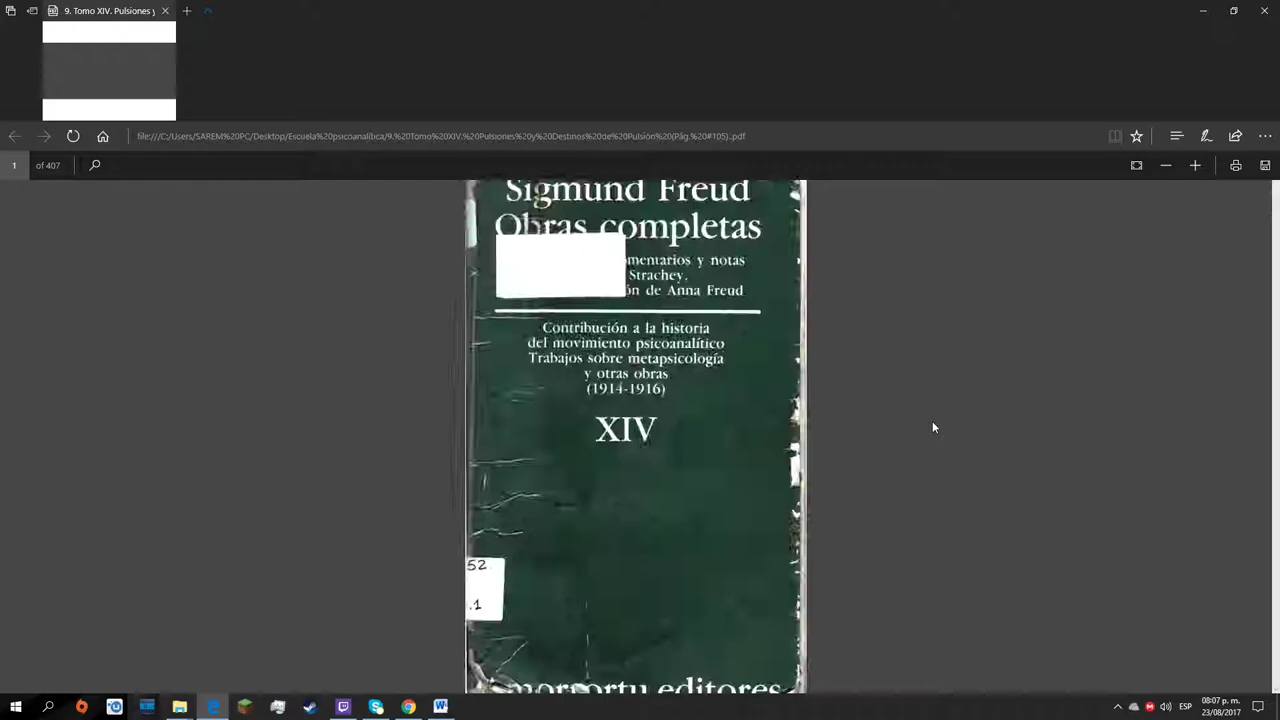 9. Tomo XIV. Pulsiones y
file:///C:/Users/SAREM%20PC/Desktop/Escuela%20psicoanalítica/9.%20Tomo%20XIV.%20Pulsiones%20y%20Destinos%20de%20Pulsión%20(Pág.%20#105)..pdf
1 of 407
Sigmund Freud
Obras completas
omentarios y notas
Strachey,
ón de Anna Freud
Contribución a la historia
del movimiento psicoanalítico
Trabajos sobre metapsicología
y otras obras
(1914-1916)
XIV
52
.1
amorrortu editores
ESP
08:07 p. m.
23/08/2017